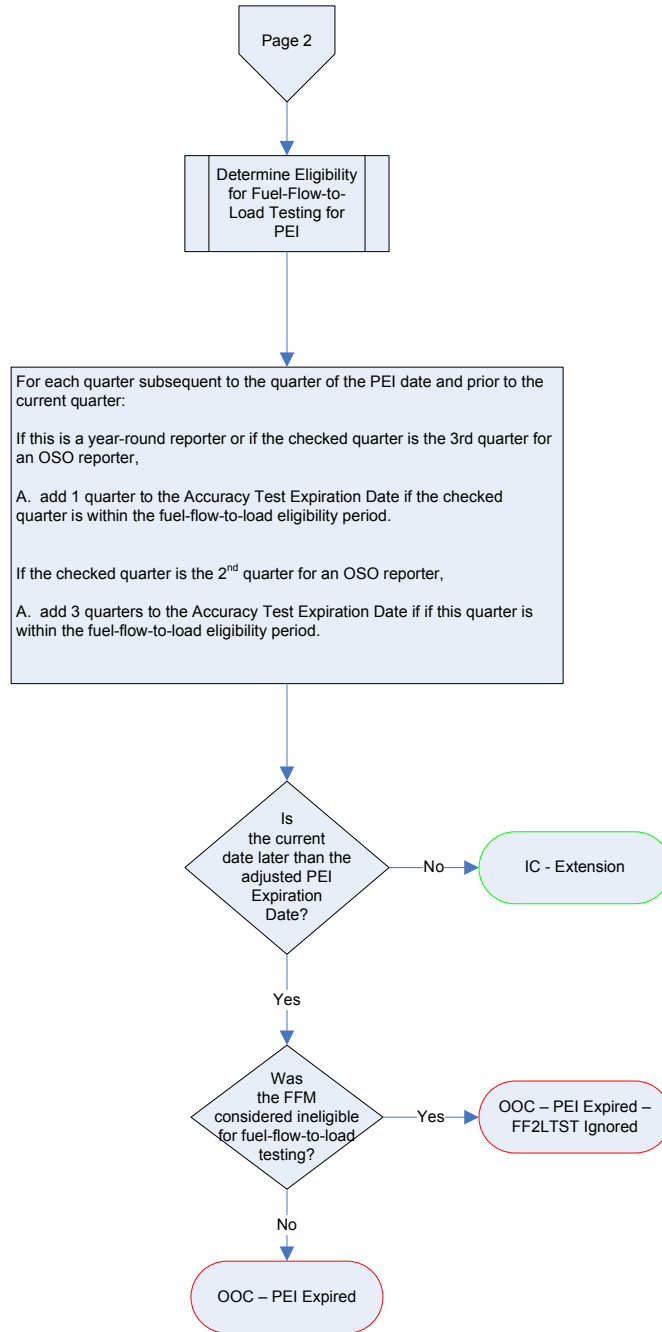 Page 2
Determine Eligibility
for Fuel-Flow-to-
Load Testing for
PEI
For each quarter subsequent to the quarter of the PEI date and prior to the
current quarter:
If this is a year-round reporter or if the checked quarter is the 3rd quarter for
an OSO reporter,
A. add 1 quarter to the Accuracy Test Expiration Date if the checked
quarter is within the fuel-flow-to-load eligibility period.
If the checked quarter is the 2nd quarter for an OSO reporter,
A. add 3 quarters to the Accuracy Test Expiration Date if if this quarter is
within the fuel-flow-to-load eligibility period.
Is
the current
date later than the
adjusted PEI
Expiration
Date?
No
IC - Extension
Yes
Was
the FFM
considered ineligible
for fuel-flow-to-load
testing?
Yes
OOC – PEI Expired –
FF2LTST Ignored
No
OOC – PEI Expired